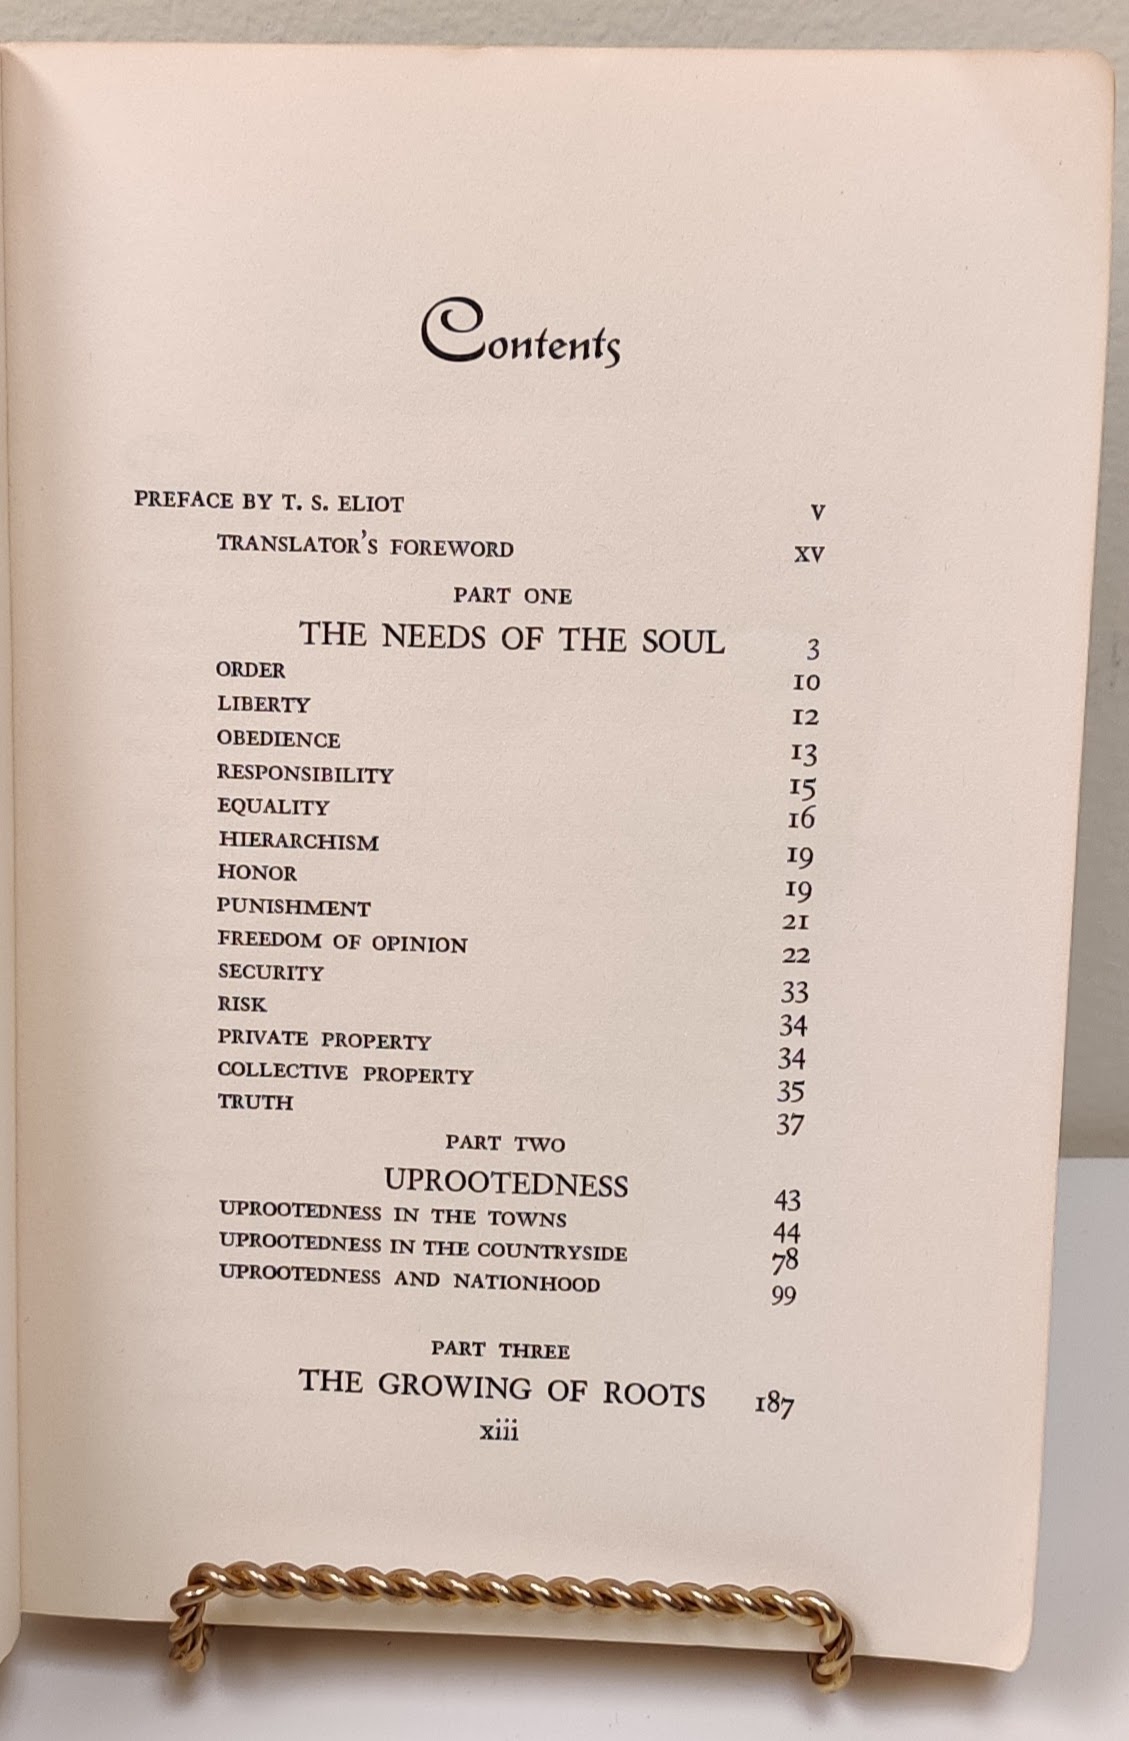 Contents
PREFACE BY T. S. ELIOT V
TRANSLATOR'S FOREWORD XV
PART ONE
THE NEEDS OF THE SOUL 3
ORDER 10
LIBERTY 12
OBEDIENCE 13
RESPONSIBILITY 15
EQUALITY 16
HIERARCHISM 19
HONOR 19
PUNISHMENT 21
FREEDOM OF OPINION 22
SECURITY 33
RISK 34
PRIVATE PROPERTY 34
COLLECTIVE PROPERTY 35
TRUTH 37
PART TWO
UPROOTEDNESS 43
UPROOTEDNESS IN THE TOWNS 44
UPROOTEDNESS IN THE COUNTRYSIDE 78
UPROOTEDNESS AND NATIONHOOD 99
PART THREE
THE GROWING OF ROOTS 187
xiii